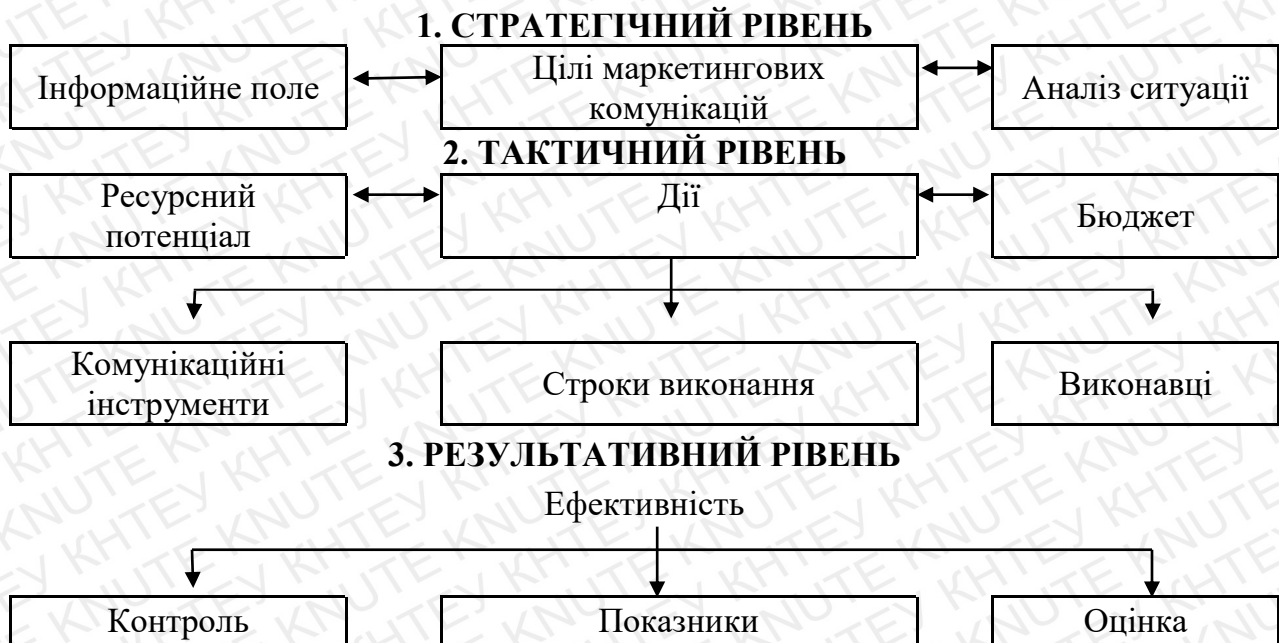 1. СТРАТЕГІЧНИЙ РІВЕНЬ
Інформаційне поле
Цілі маркетингових
комунікацій
Аналіз ситуації
2. ТАКТИЧНИЙ РІВЕНЬ
Ресурсний
потенціал
Дії
Бюджет
Комунікаційні
інструменти
Строки виконання
Виконавці
3. РЕЗУЛЬТАТИВНИЙ РІВЕНЬ
Ефективність
Контроль
Показники
Оцінка